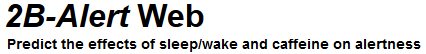 2B-Alert Web
Predict the effects of sleep/wake and caffeine on alertness